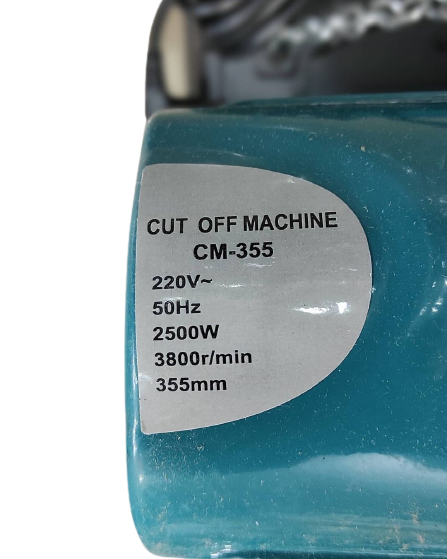 CUT OFF MACHINE
CM-355
220V~
50Hz
2500W
3800r/min
355mm